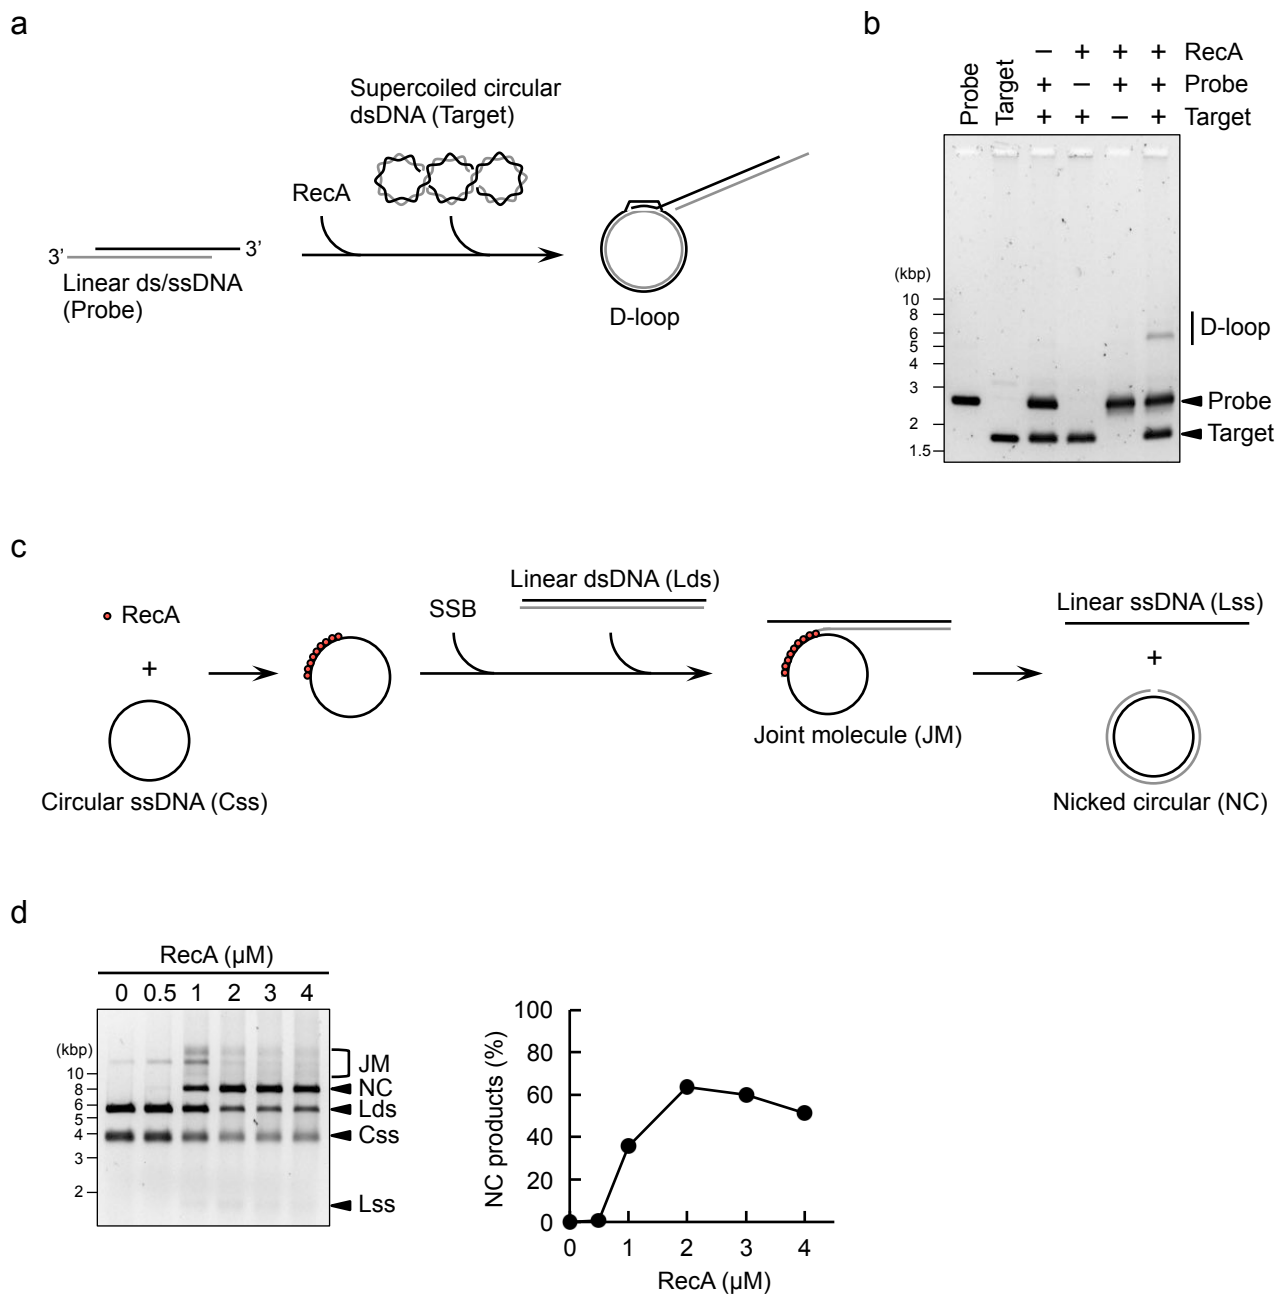 a
Supercoiled circular
dsDNA (Target)
RecA
3’
3’
Linear ds/ssDNA
(Probe)
D-loop
b
− + + + RecA
+ − + + Probe
+ + − + Target
Probe
Target
(kbp)
10
8
6
5
4
3
2
1.5
D-loop
Probe
Target
c
RecA
+
Circular ssDNA (Css)
SSB
Linear dsDNA (Lds)
Joint molecule (JM)
Linear ssDNA (Lss)
+
Nicked circular (NC)
d
RecA (μM)
0 0.5 1 2 3 4
(kbp)
10
8
6
5
4
3
2
JM
NC
Lds
Css
Lss
NC products (%)
100
80
60
40
20
0
0 1 2 3 4
RecA (μM)